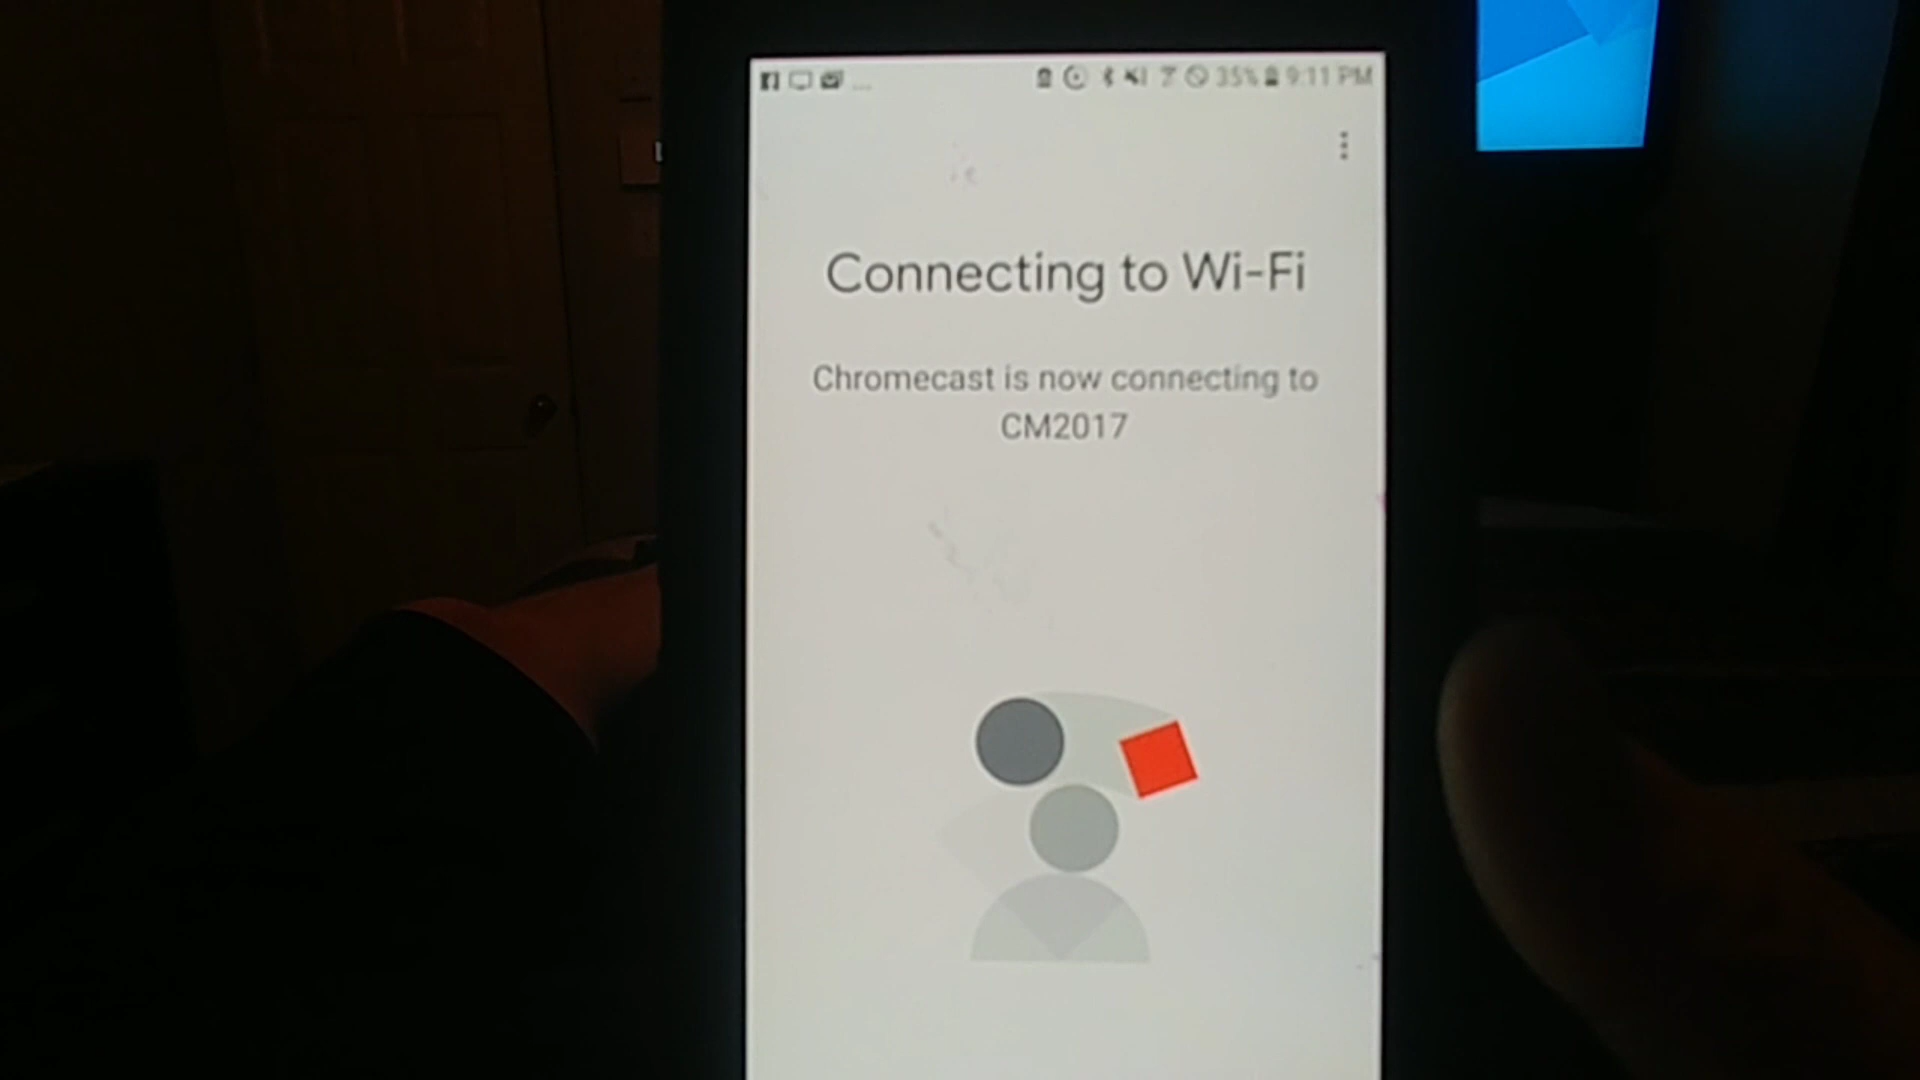 35% 9:11 PM
Connecting to Wi-Fi
Chromecast is now connecting to
CM2017